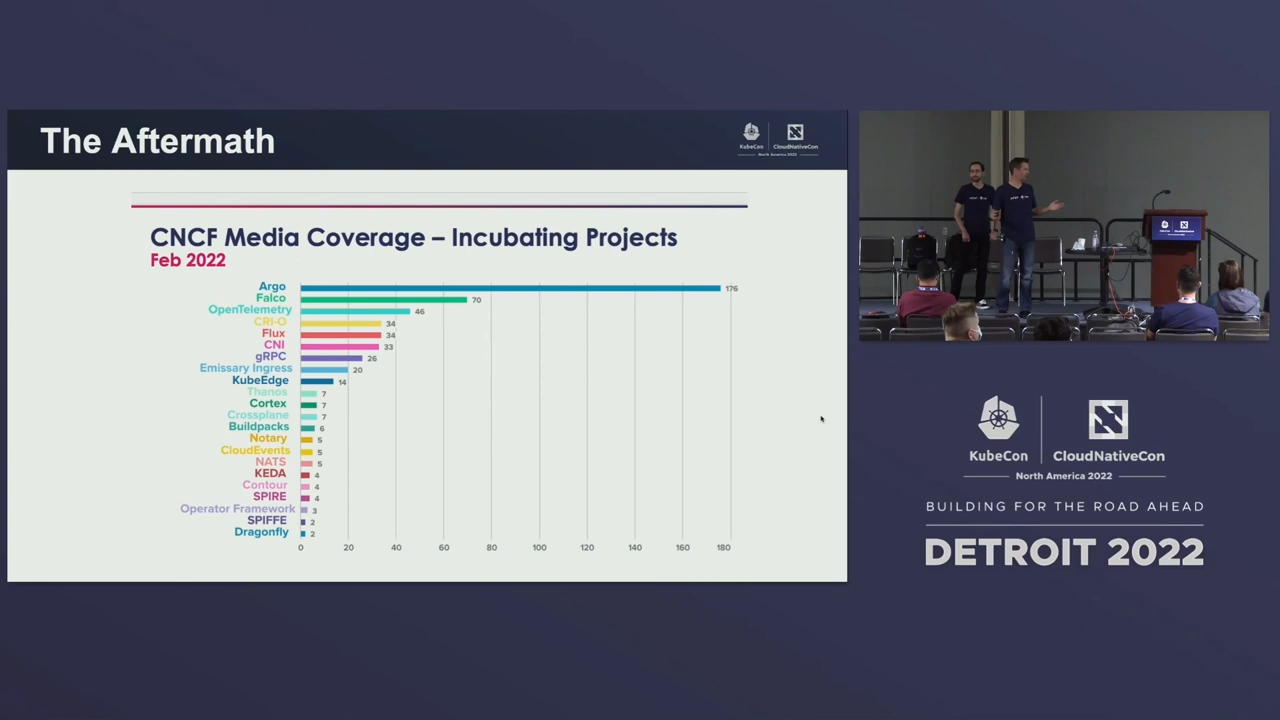 The Aftermath
KubeCon
CloudNativeCon
North America 2022
CNCF Media Coverage – Incubating Projects
Feb 2022
Argo 176
Falco 70
OpenTelemetry 46
CRI-O 34
Flux 34
CNI 33
gRPC 26
Emissary Ingress 20
KubeEdge 14
Thanos 7
Cortex 7
Crossplane 7
Buildpacks 6
Notary 5
CloudEvents 5
NATS 5
KEDA 4
Contour 4
SPIRE 4
Operator Framework 3
SPIFFE 2
Dragonfly 2
0 20 40 60 80 100 120 140 160 180
KubeCon
CloudNativeCon
North America 2022
BUILDING FOR THE ROAD AHEAD
DETROIT 2022